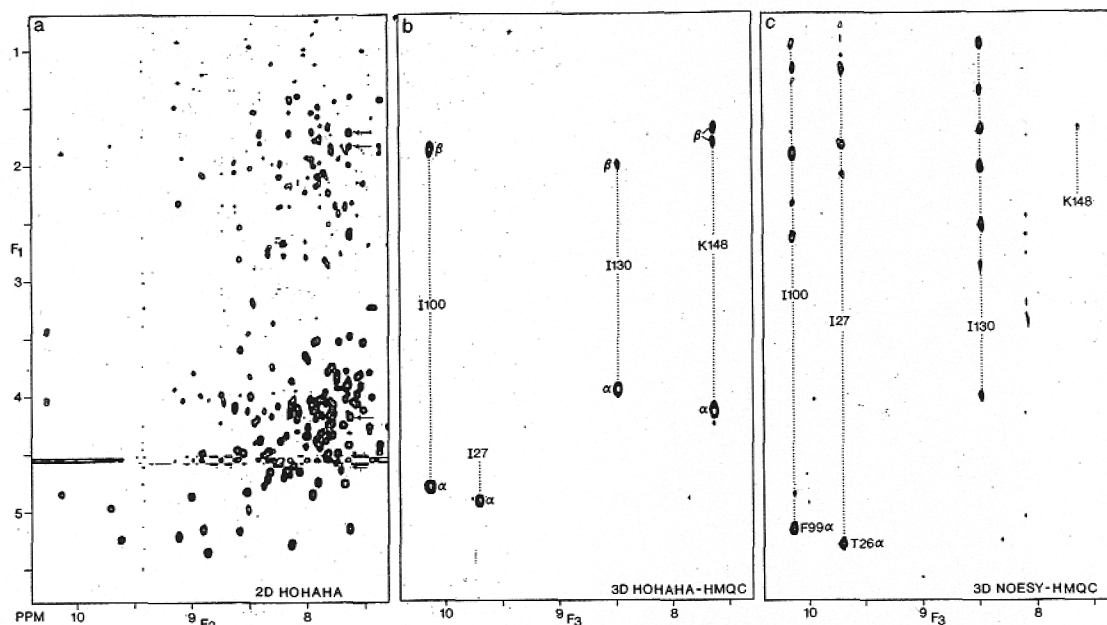 a
1
2
F1
3
4
5
PPM
10
9
F2
8
2D HOHAHA
b
β
β
β
I130
K148
I100
α
α
I27
α
α
10
9
F3
8
3D HOHAHA-HMQC
c
K148
I100
I27
I130
F99α
T26α
10
9
F3
8
3D NOESY-HMQC